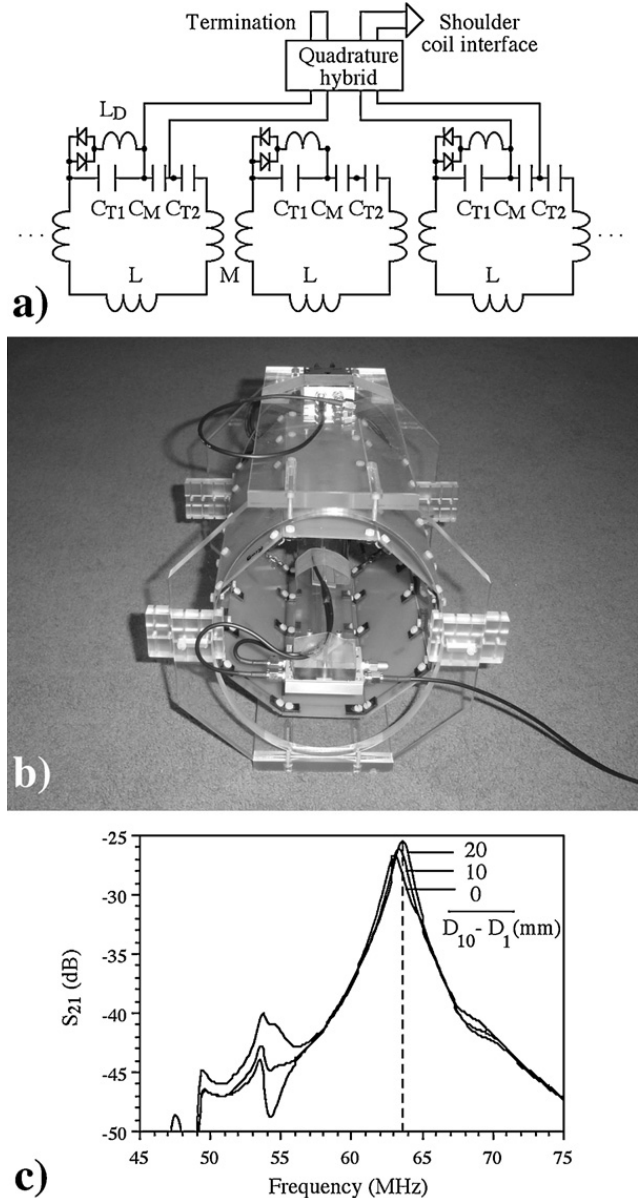 Termination
Shoulder
coil interface
Quadrature
hybrid
L_D
C_T1 C_M C_T2
C_T1 C_M C_T2
C_T1 C_M C_T2
... L M L L ...
a)
b)
-25
-30
-35
-40
-45
-50
S_21 (dB)
20
10
0
D_10 - D_1 (mm)
45 50 55 60 65 70 75
Frequency (MHz)
c)